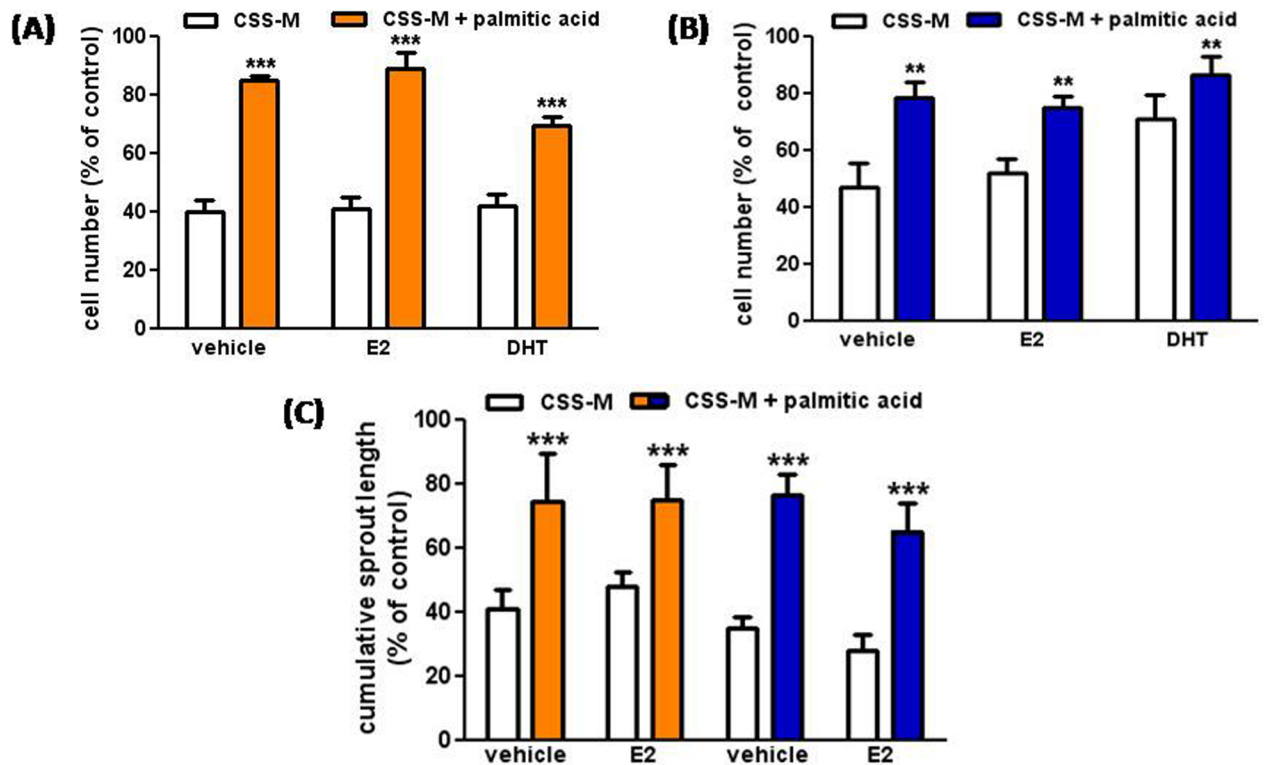 (A)
CSS-M CSS-M + palmitic acid
cell number (% of control)
100
80
60
40
20
0
***
***
***
vehicle E2 DHT
(B)
CSS-M CSS-M + palmitic acid
cell number (% of control)
100
80
60
40
20
0
**
**
**
vehicle E2 DHT
(C)
CSS-M CSS-M + palmitic acid
cumulative sprout length
(% of control)
100
80
60
40
20
0
***
***
***
***
vehicle E2 vehicle E2